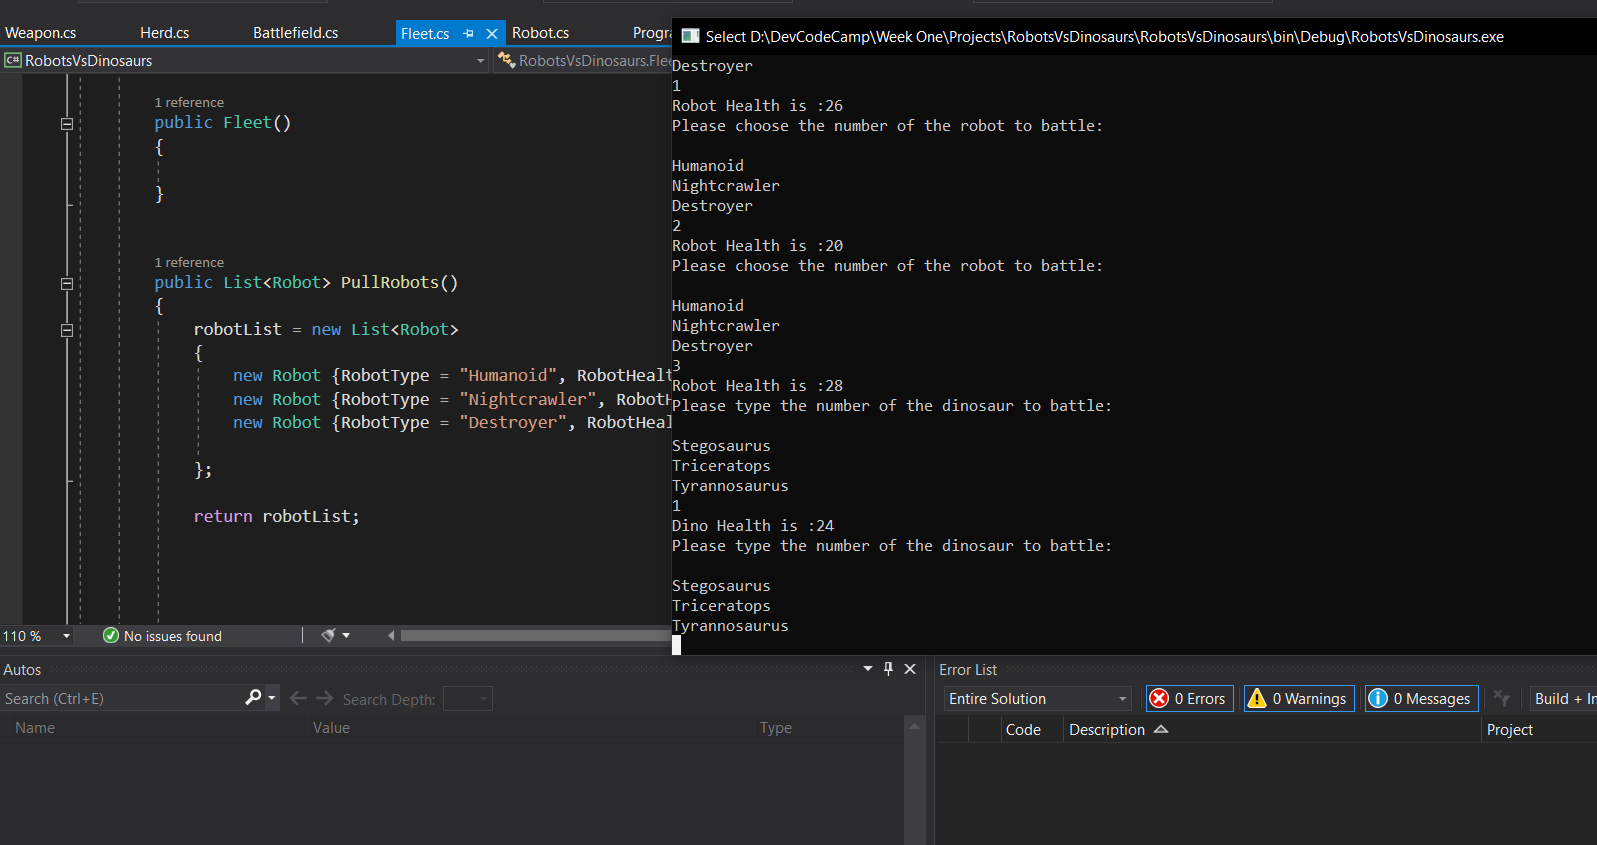 Weapon.cs Herd.cs Battlefield.cs Fleet.cs Robot.cs
Select D:\DevCodeCamp\Week One\Projects\RobotsVsDinosaurs\RobotsVsDinosaurs\bin\Debug\RobotsVsDinosaurs.exe
C# RobotsVsDinosaurs
1 reference
public Fleet()
{
}
1 reference
public List<Robot> PullRobots()
{
robotList = new List<Robot>
{
new Robot {RobotType = "Humanoid", RobotHealt
new Robot {RobotType = "Nightcrawler", RobotH
new Robot {RobotType = "Destroyer", RobotHeal
};
return robotList;
110 % No issues found
Destroyer
1
Robot Health is :26
Please choose the number of the robot to battle:
Humanoid
Nightcrawler
Destroyer
2
Robot Health is :20
Please choose the number of the robot to battle:
Humanoid
Nightcrawler
Destroyer
3
Robot Health is :28
Please type the number of the dinosaur to battle:
Stegosaurus
Triceratops
Tyrannosaurus
1
Dino Health is :24
Please type the number of the dinosaur to battle:
Stegosaurus
Triceratops
Tyrannosaurus
Autos
Search (Ctrl+E) Search Depth:
Name Value Type
Error List
Entire Solution 0 Errors 0 Warnings 0 Messages Build + In
Code Description Project